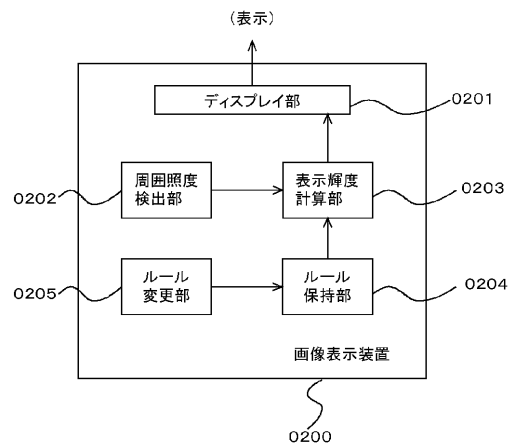 (表示)
ディスプレイ部
0201
周囲照度
検出部
0202
表示輝度
計算部
0203
ルール
変更部
0205
ルール
保持部
0204
画像表示装置
0200